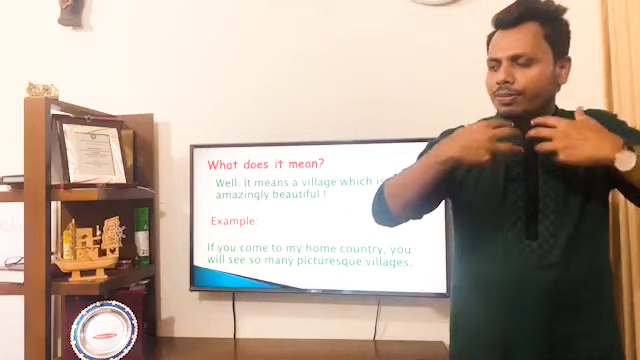 What does it mean?
Well. It means a village which is
amazingly beautiful !
Example:
If you come to my home country, you
will see so many picturesque villages.